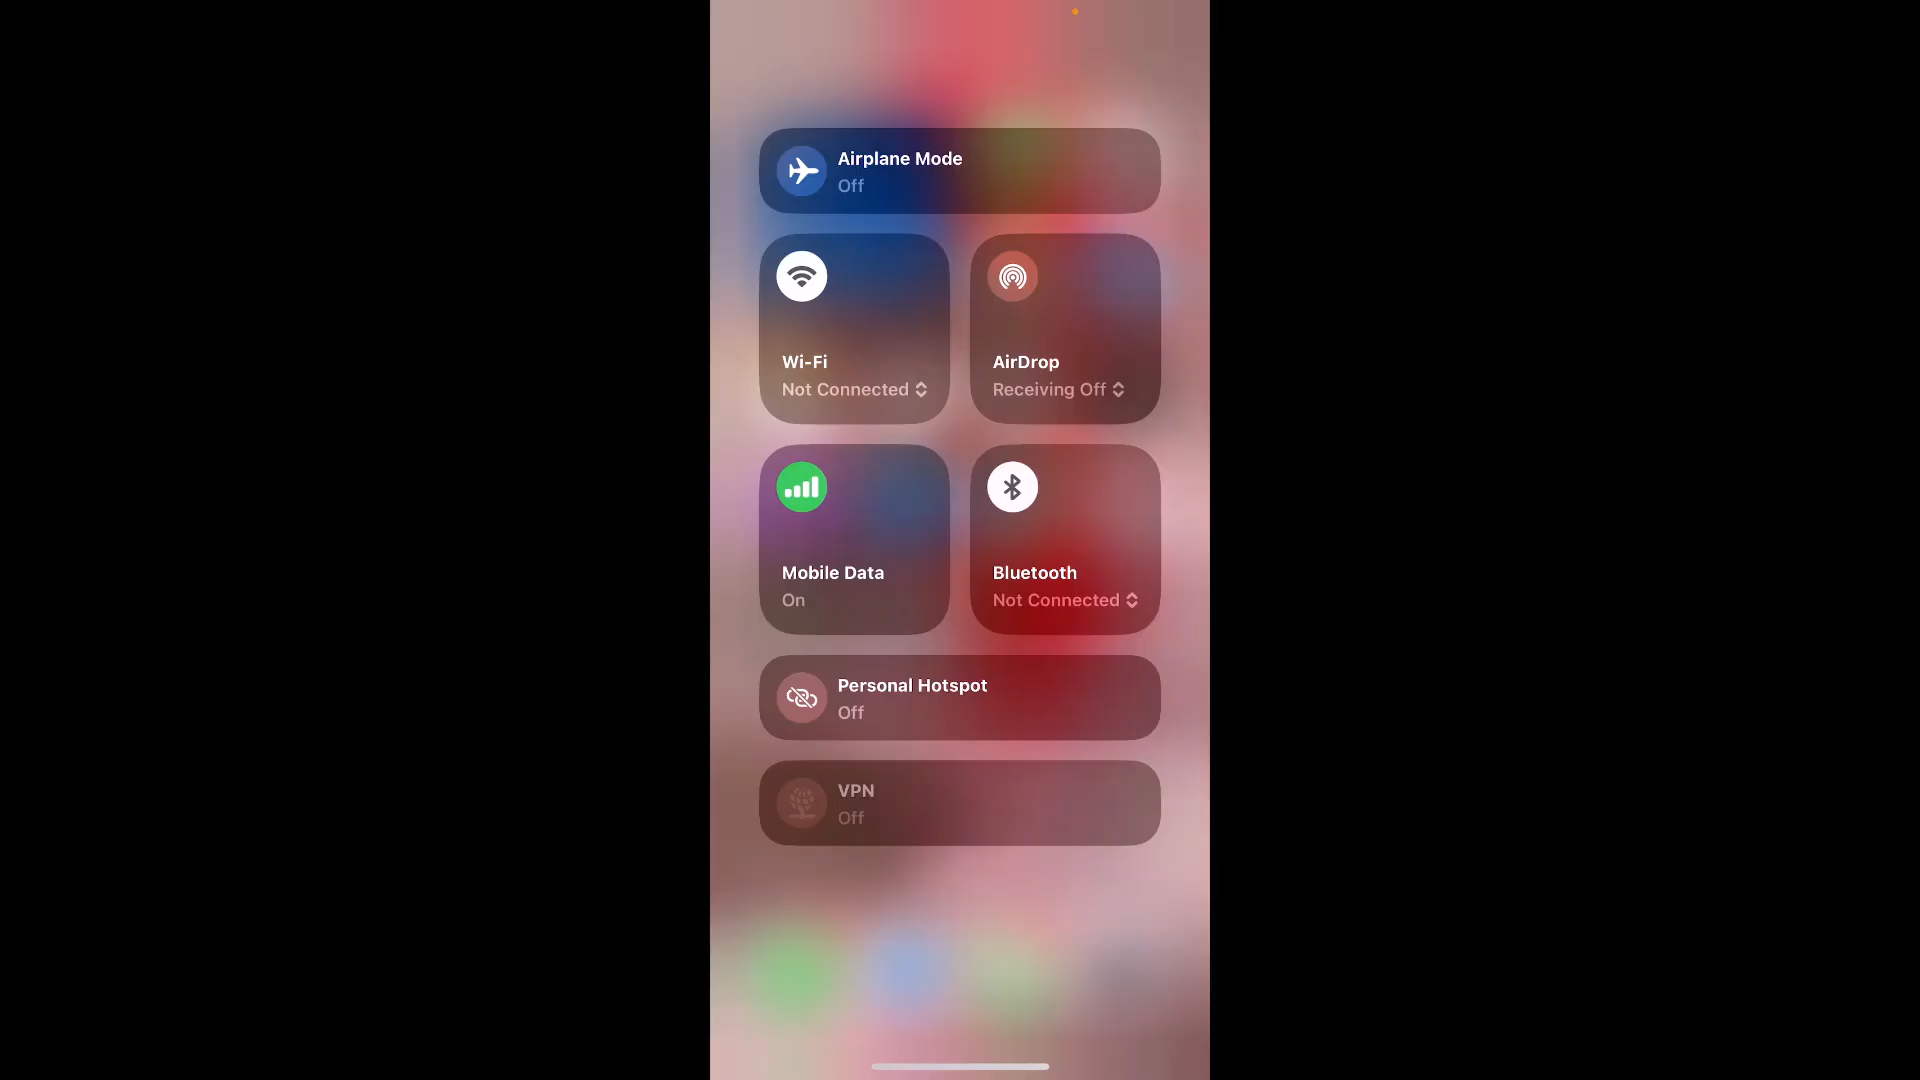 Airplane Mode
Off
Wi-Fi
Not Connected
AirDrop
Receiving Off
Mobile Data
On
Bluetooth
Not Connected
Personal Hotspot
Off
VPN
Off